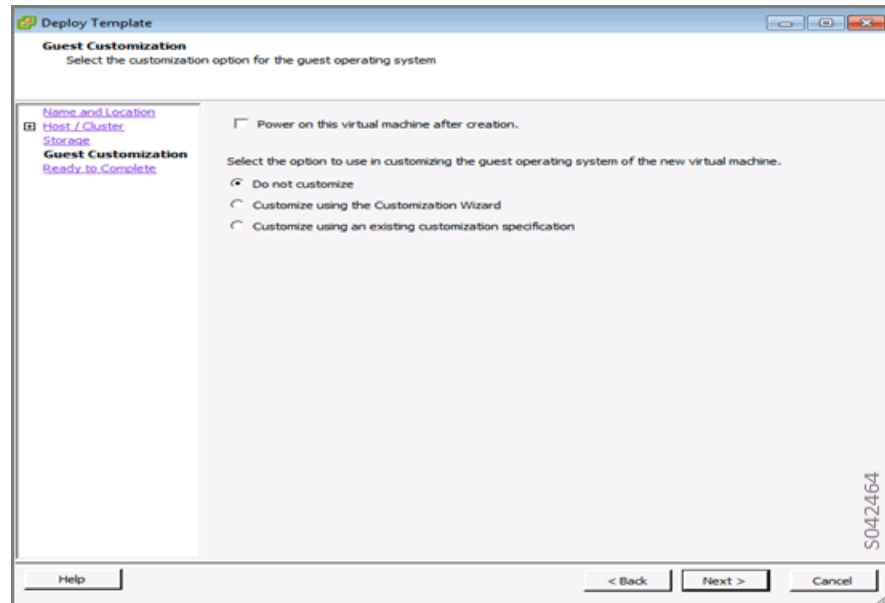 Deploy Template
Guest Customization
Select the customization option for the guest operating system
Name and Location
Host / Cluster
Storage
Guest Customization
Ready to Complete
Power on this virtual machine after creation.
Select the option to use in customizing the guest operating system of the new virtual machine.
Do not customize
Customize using the Customization Wizard
Customize using an existing customization specification
S042464
Help
< Back
Next >
Cancel